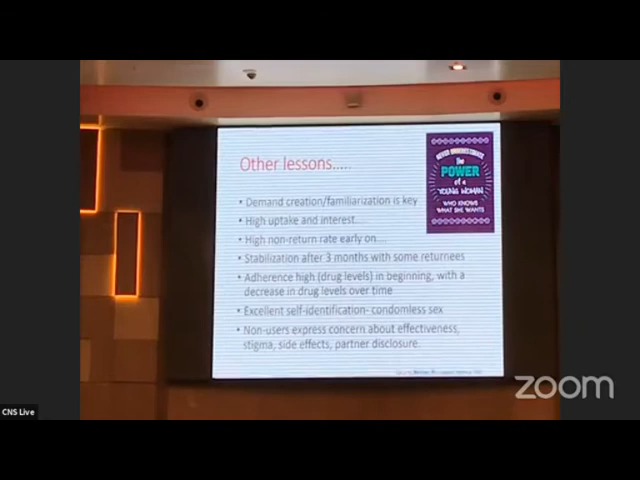 Other lessons.....
NEVER UNDERESTIMATE
The
POWER
of a
YOUNG WOMAN
WHO KNOWS
WHAT SHE WANTS
• Demand creation/familiarization is key
• High uptake and interest....
• High non-return rate early on....
• Stabilization after 3 months with some returnees
• Adherence high (drug levels) in beginning, with a
decrease in drug levels over time
• Excellent self-identification- condomless sex
• Non-users express concern about effectiveness,
stigma, side effects, partner disclosure.
zoom
CNS Live